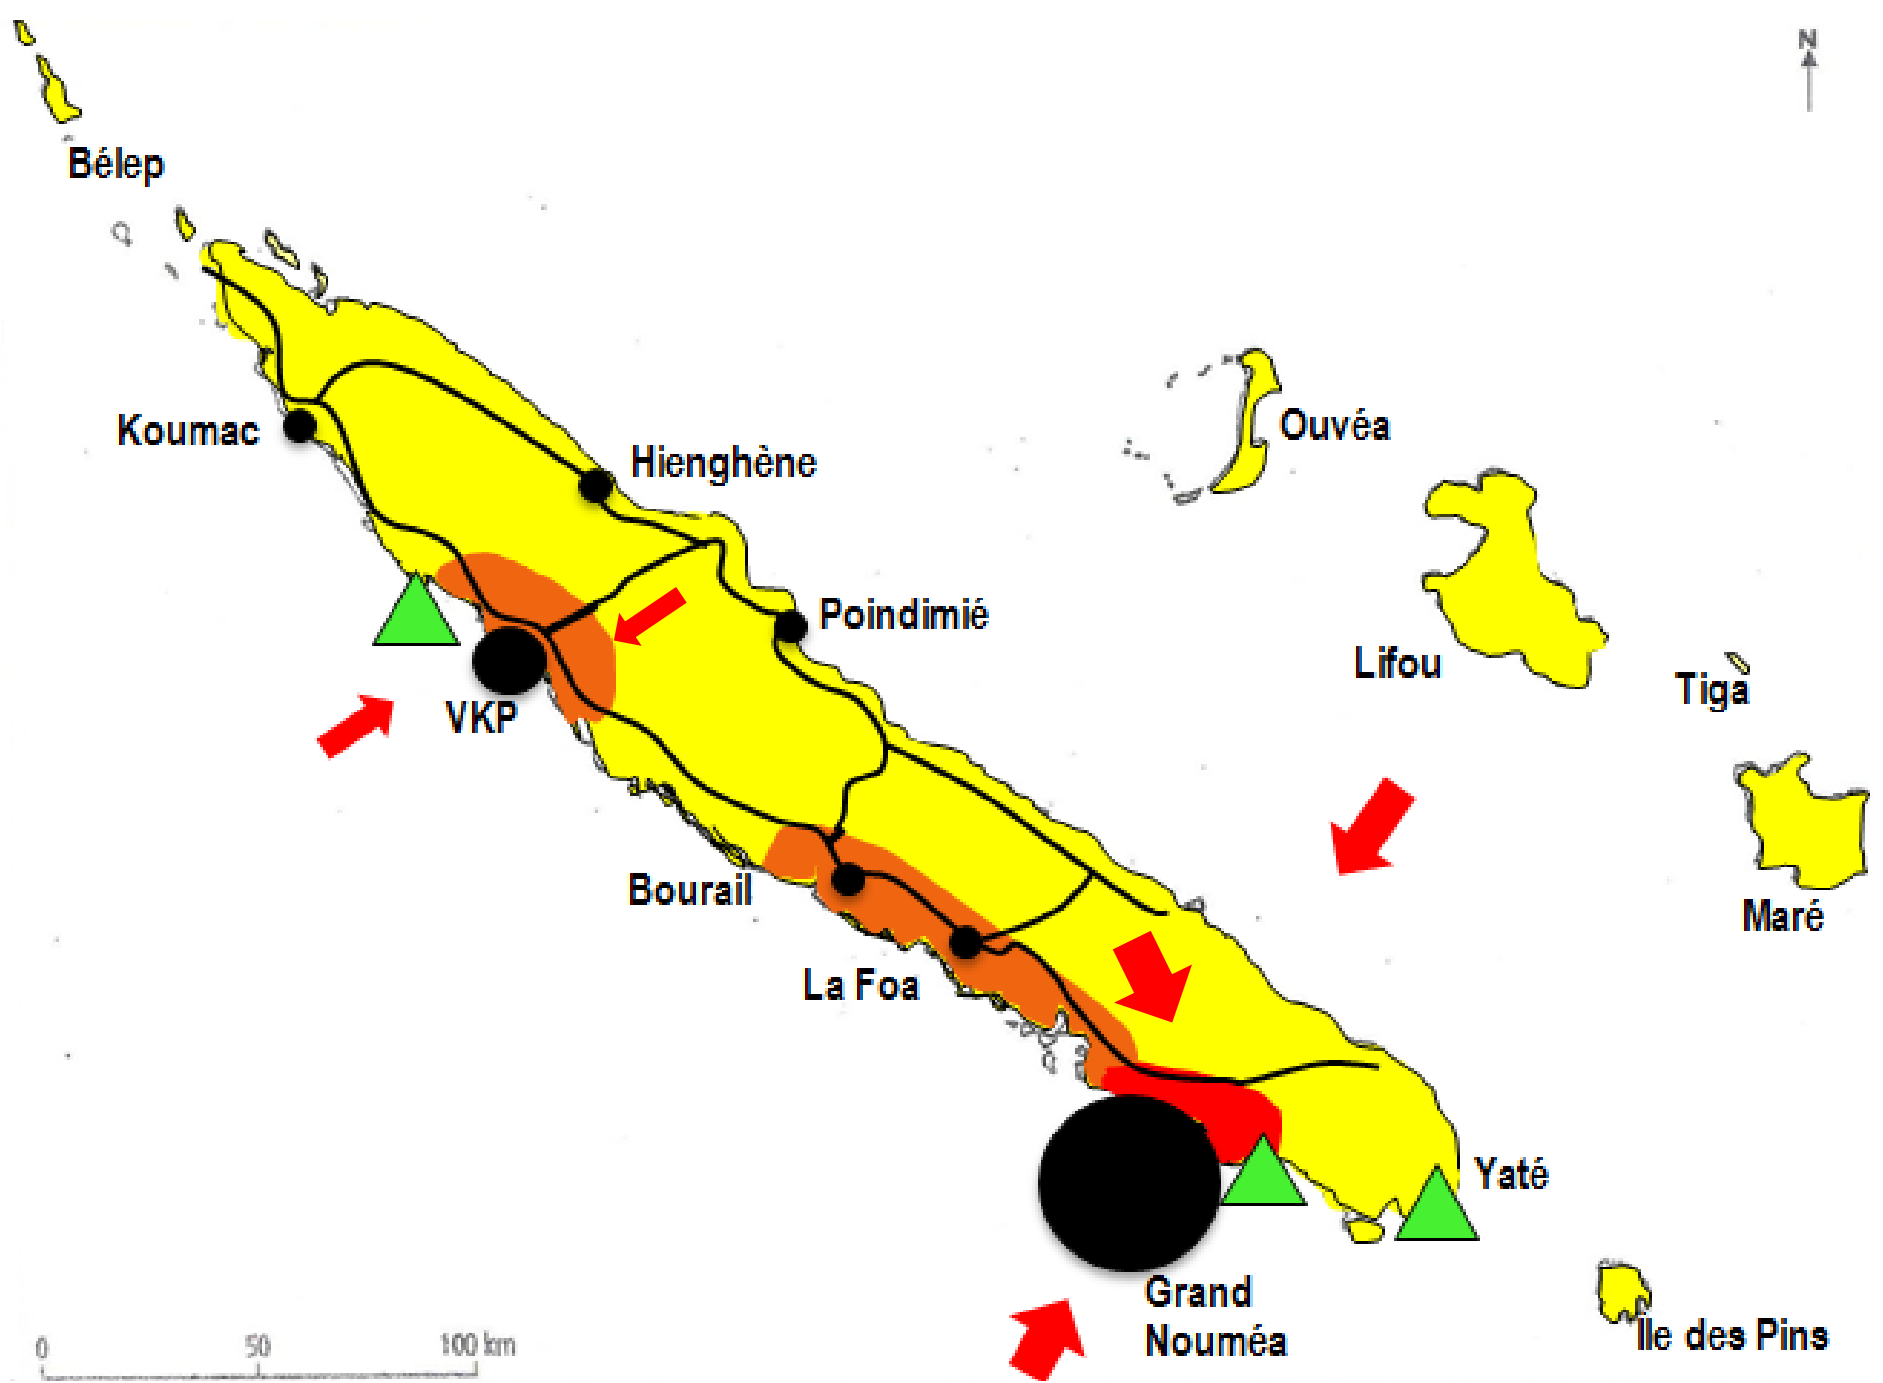 N
Bélep
Koumac
Hienghène
Ouvéa
Poindimié
Lifou
Tiga
VKP
Bourail
Maré
La Foa
Yaté
Grand
Nouméa
Ile des Pins
0 50 100 km